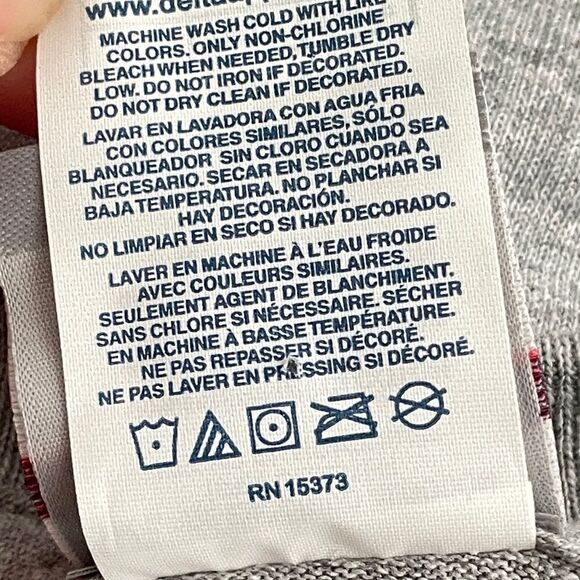 MACHINE WASH COLD WITH LIKE
COLORS. ONLY NON-CHLORINE
BLEACH WHEN NEEDED, TUMBLE DRY
LOW. DO NOT IRON IF DECORATED.
DO NOT DRY CLEAN IF DECORATED.
LAVAR EN LAVADORA CON AGUA FRIA
CON COLORES SIMILARES, SÓLO
BLANQUEADOR SIN CLORO CUANDO SEA
NECESARIO. SECAR EN SECADORA A
BAJA TEMPERATURA. NO PLANCHAR SI
HAY DECORACIÓN.
NO LIMPIAR EN SECO SI HAY DECORADO.
LAVER EN MACHINE À L'EAU FROIDE
AVEC COULEURS SIMILAIRES.
SEULEMENT AGENT DE BLANCHIMENT.
SANS CHLORE SI NÉCESSAIRE. SÉCHER
EN MACHINE À BASSE TEMPÉRATURE.
NE PAS REPASSER SI DÉCORÉ.
NE PAS LAVER EN PRESSING SI DÉCORÉ.
RN 15373